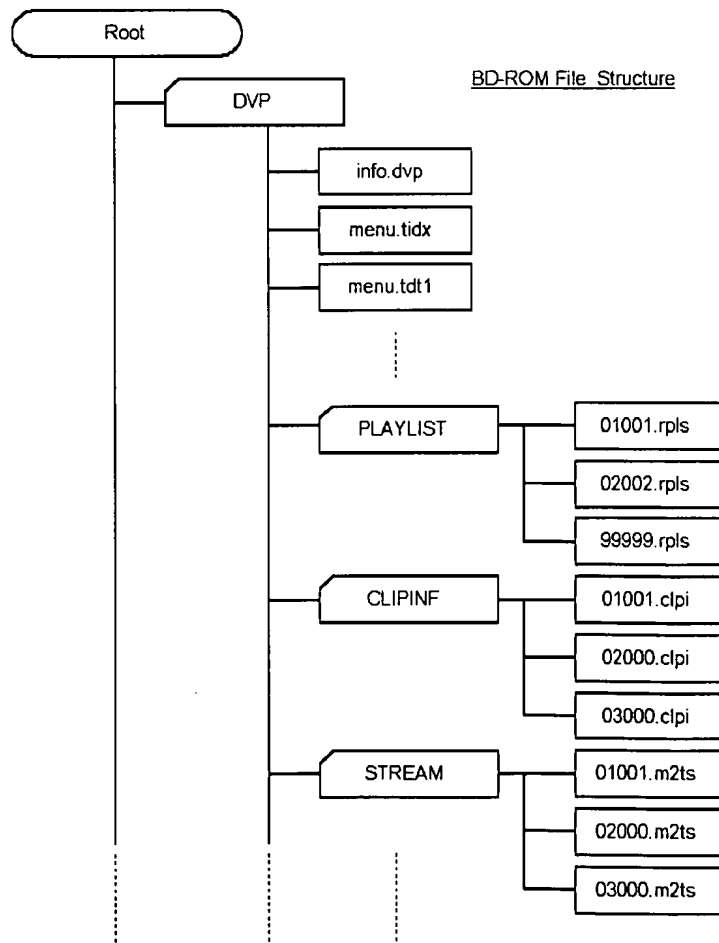 Root
BD-ROM File Structure
DVP
info.dvp
menu.tidx
menu.tdt1
PLAYLIST
01001.rpls
02002.rpls
99999.rpls
CLIPINF
01001.clpi
02000.clpi
03000.clpi
STREAM
01001.m2ts
02000.m2ts
03000.m2ts